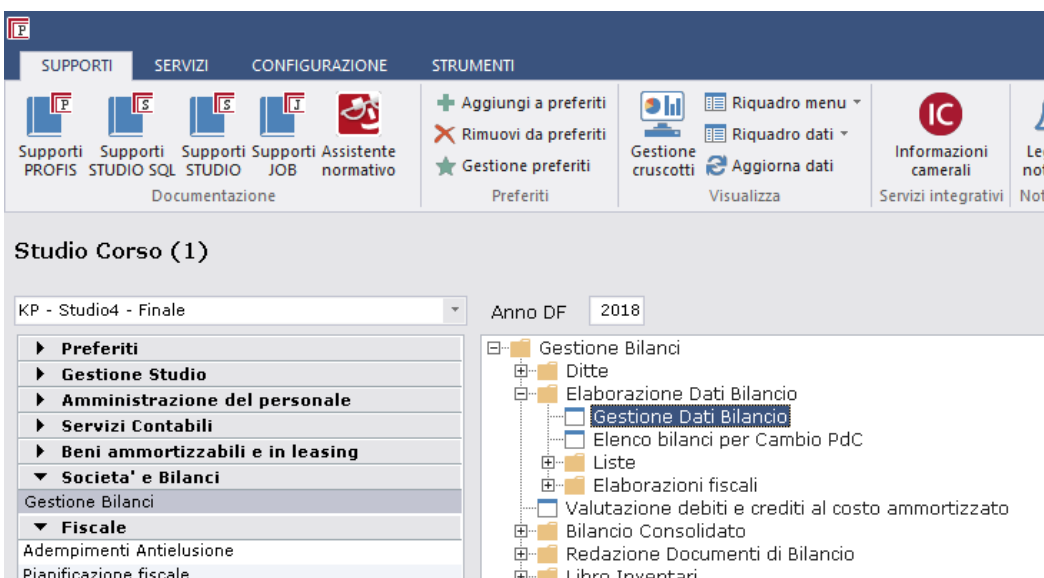 P
SUPPORTI SERVIZI CONFIGURAZIONE STRUMENTI
P S S J
Supporti PROFIS
Supporti STUDIO SQL
Supporti STUDIO
Supporti JOB
Assistente normativo
Documentazione
Aggiungi a preferiti
Rimuovi da preferiti
Gestione preferiti
Preferiti
Gestione cruscotti
Riquadro menu
Riquadro dati
Aggiorna dati
Visualizza
IC
Informazioni camerali
Servizi integrativi
Studio Corso (1)
KP - Studio4 - Finale
Preferiti
Gestione Studio
Amministrazione del personale
Servizi Contabili
Beni ammortizzabili e in leasing
Societa' e Bilanci
Gestione Bilanci
Fiscale
Adempimenti Antielusione
Pianificazione fiscale
Anno DF 2018
Gestione Bilanci
Ditte
Elaborazione Dati Bilancio
Gestione Dati Bilancio
Elenco bilanci per Cambio PdC
Liste
Elaborazioni fiscali
Valutazione debiti e crediti al costo ammortizzato
Bilancio Consolidato
Redazione Documenti di Bilancio
Libro Inventari